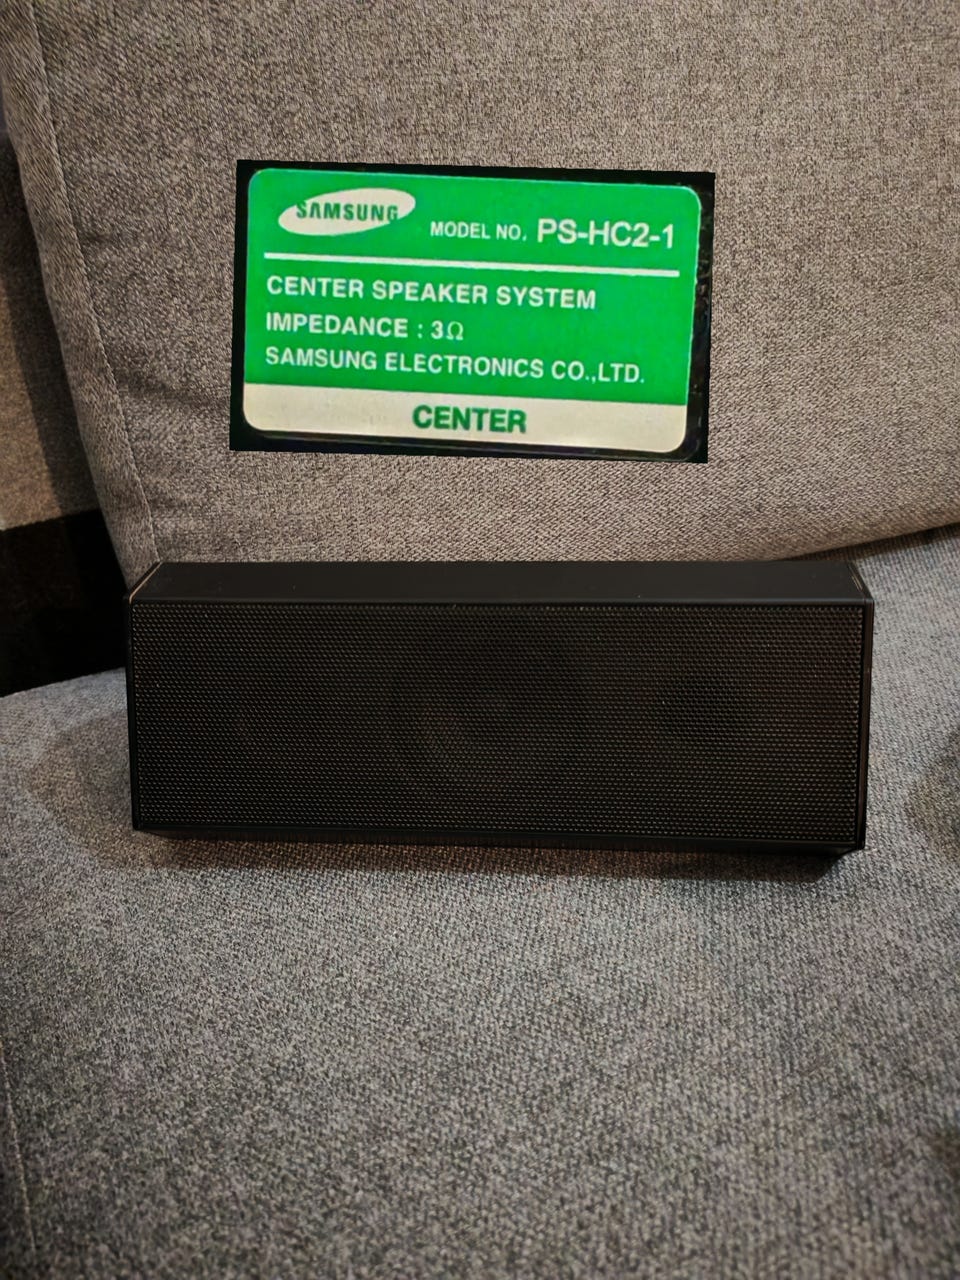 SAMSUNG
MODEL NO. PS-HC2-1
CENTER SPEAKER SYSTEM
IMPEDANCE : 3Ω
SAMSUNG ELECTRONICS CO.,LTD.
CENTER